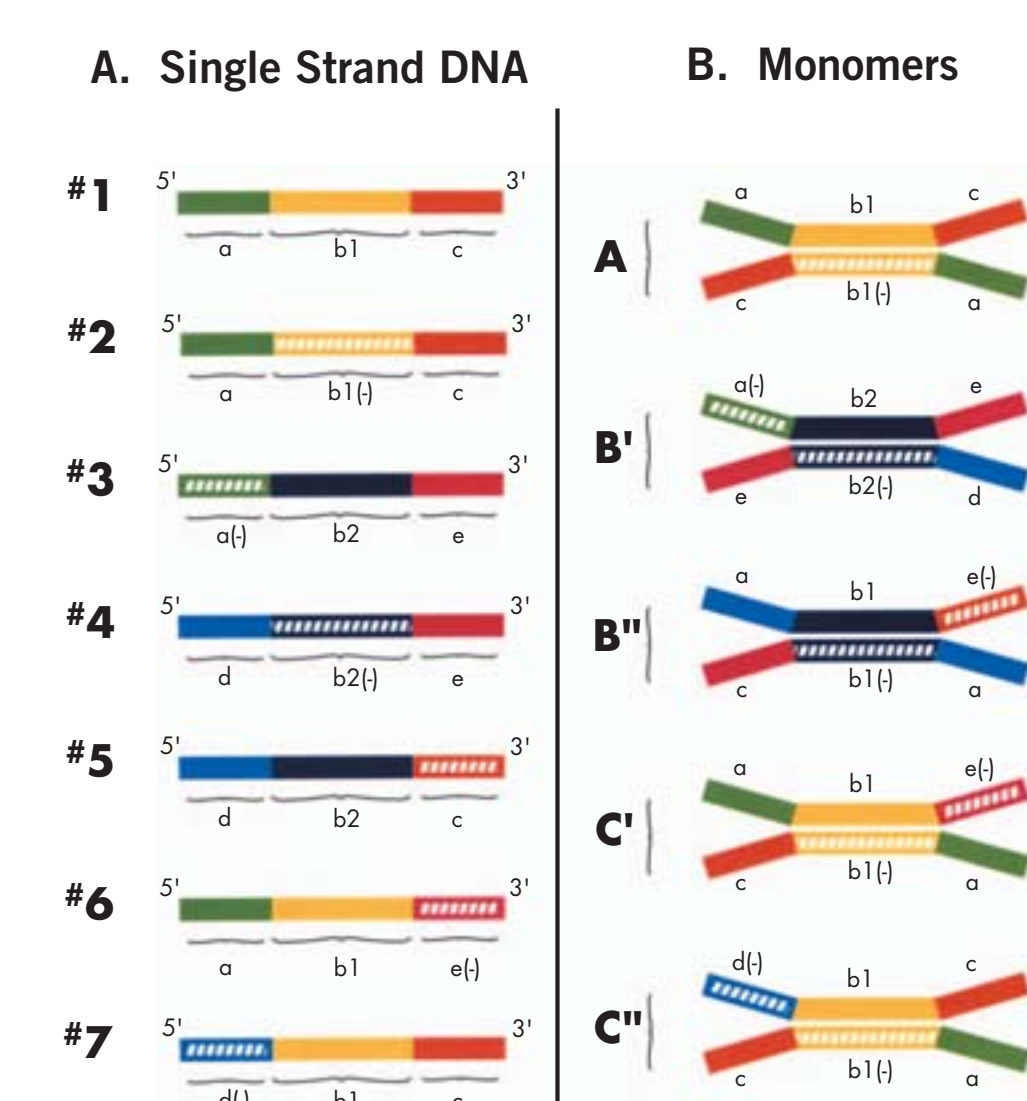 A. Single Strand DNA
#1
5' 3'
a b1 c
#2
5' 3'
a b1(-) c
#3
5' 3'
a(-) b2 e
#4
5' 3'
d b2(-) e
#5
5' 3'
d b2 c
#6
5' 3'
a b1 e(-)
#7
5' 3'
B. Monomers
a b1 c
A
c b1(-) a
a(-) b2 e
B'
e b2(-) d
a b1 e(-)
B"
c b1(-) a
a b1 e(-)
C'
c b1(-) a
d(-) b1 c
C"
c b1(-) a